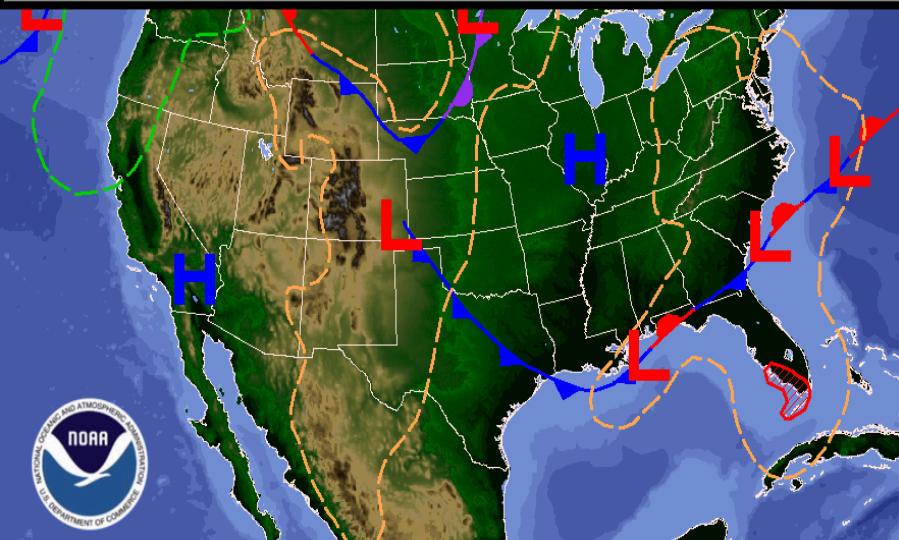 L
L
H
L
L
L
H
L
NOAA
NATIONAL OCEANIC AND ATMOSPHERIC ADMINISTRATION
U.S. DEPARTMENT OF COMMERCE